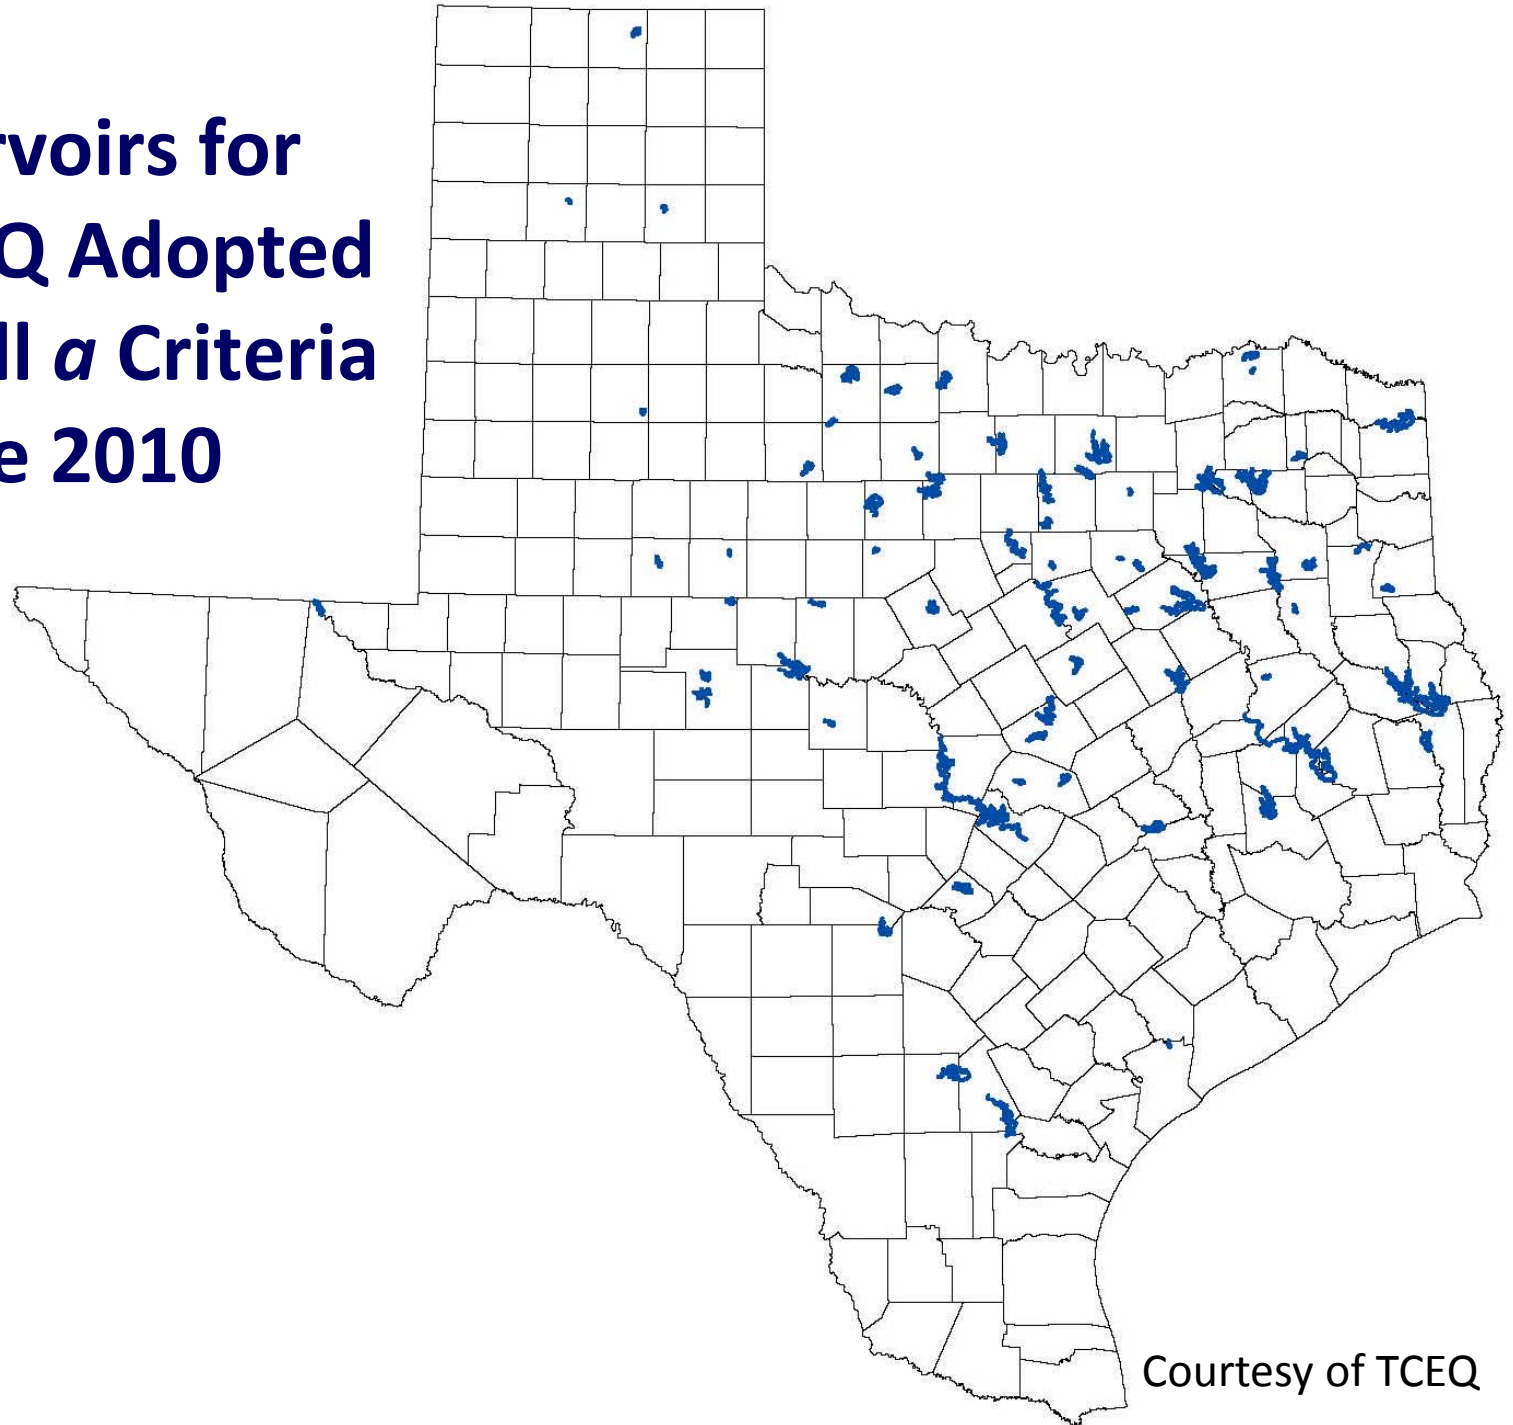 rvoirs for
Q Adopted
ll a Criteria
e 2010
Courtesy of TCEQ